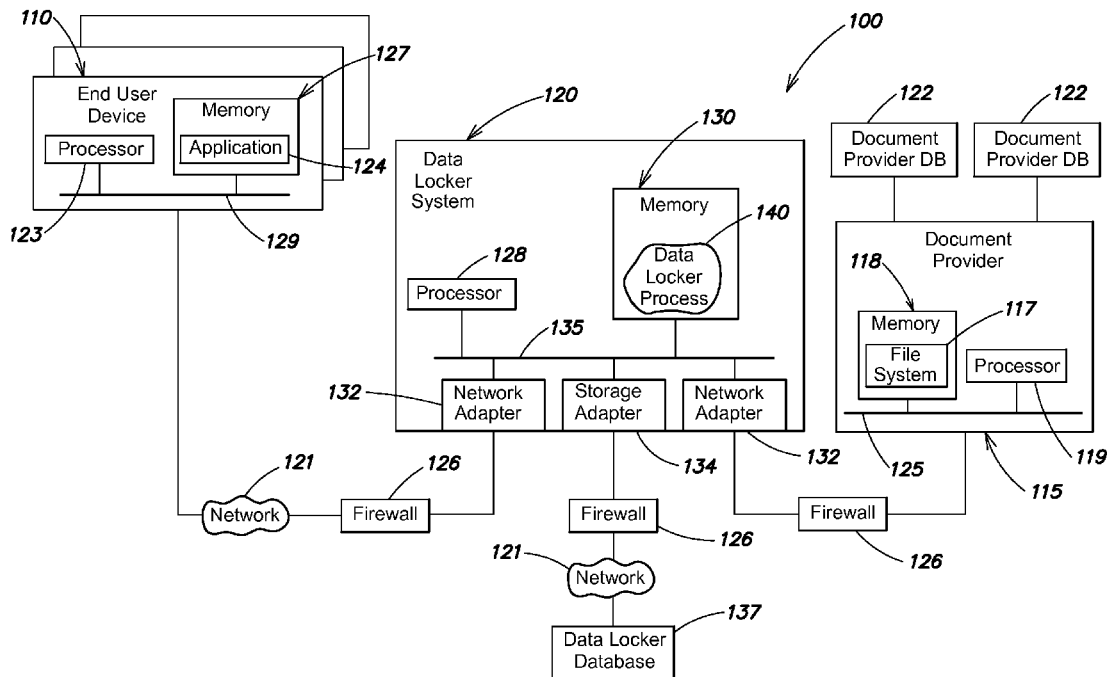 110
127
100
End User
Device
Memory
Processor
Application
124
123
129
120
Data
Locker
System
130
Memory
140
Data
Locker
Process
128
Processor
135
132
Network
Adapter
Storage
Adapter
Network
Adapter
134
132
122
122
Document
Provider DB
Document
Provider DB
Document
Provider
118
117
Memory
File
System
Processor
125
115
119
121
Network
126
Firewall
Firewall
126
121
Network
137
Data Locker
Database
Firewall
126